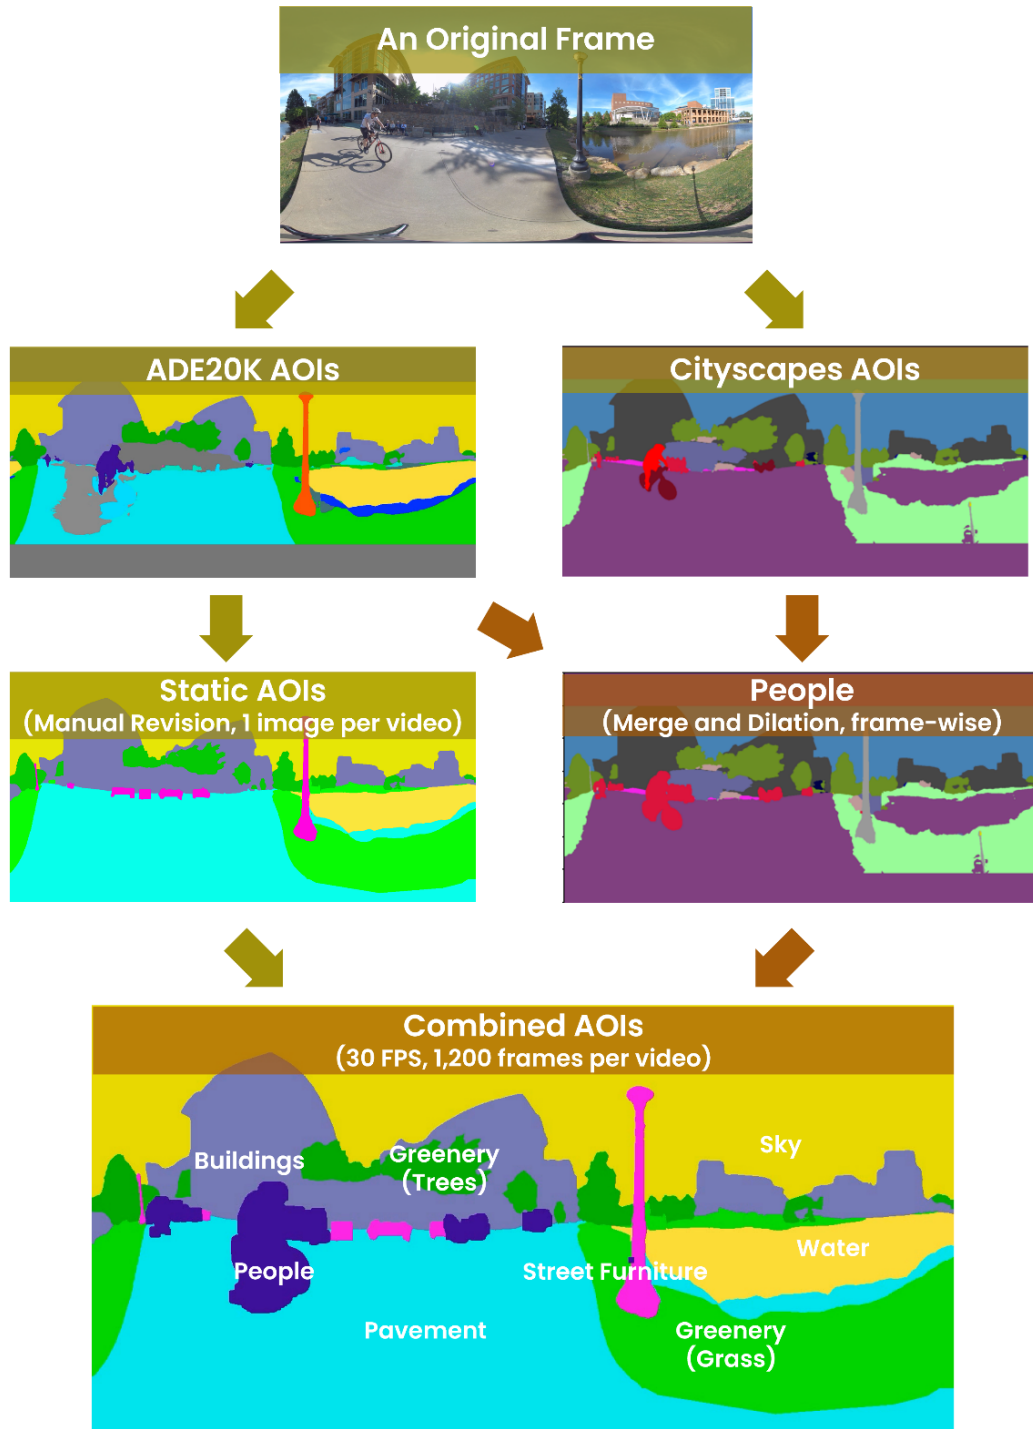 An Original Frame
ADE20K AOIs
Cityscapes AOIs
Static AOIs
(Manual Revision, 1 image per video)
People
(Merge and Dilation, frame-wise)
Combined AOIs
(30 FPS, 1,200 frames per video)
Buildings
Greenery
(Trees)
Sky
Water
People
Street Furniture
Pavement
Greenery
(Grass)